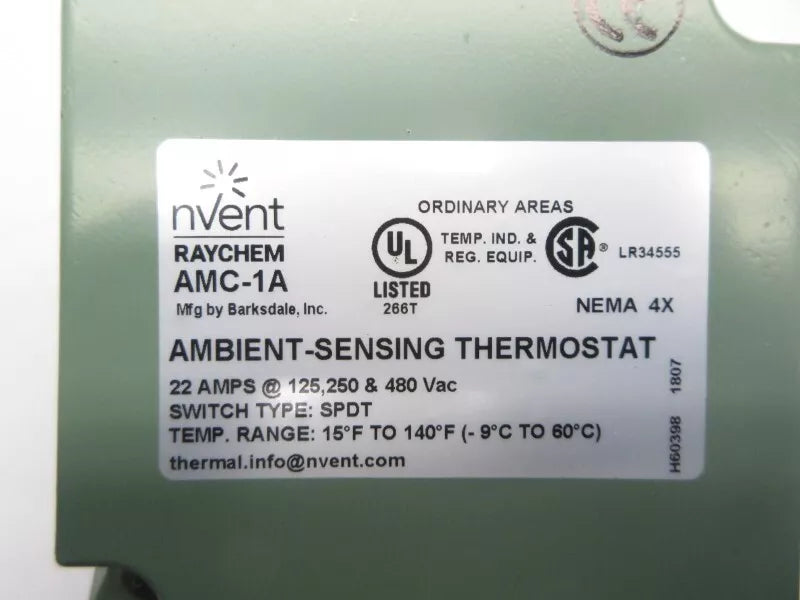 nVent
RAYCHEM
AMC-1A
Mfg by Barksdale, Inc.
ORDINARY AREAS
UL
LISTED
266T
TEMP. IND. &
REG. EQUIP.
SA ®
LR34555
NEMA 4X
AMBIENT-SENSING THERMOSTAT
22 AMPS @ 125,250 & 480 Vac
SWITCH TYPE: SPDT
TEMP. RANGE: 15°F TO 140°F (- 9°C TO 60°C)
thermal.info@nvent.com
H60398 1807